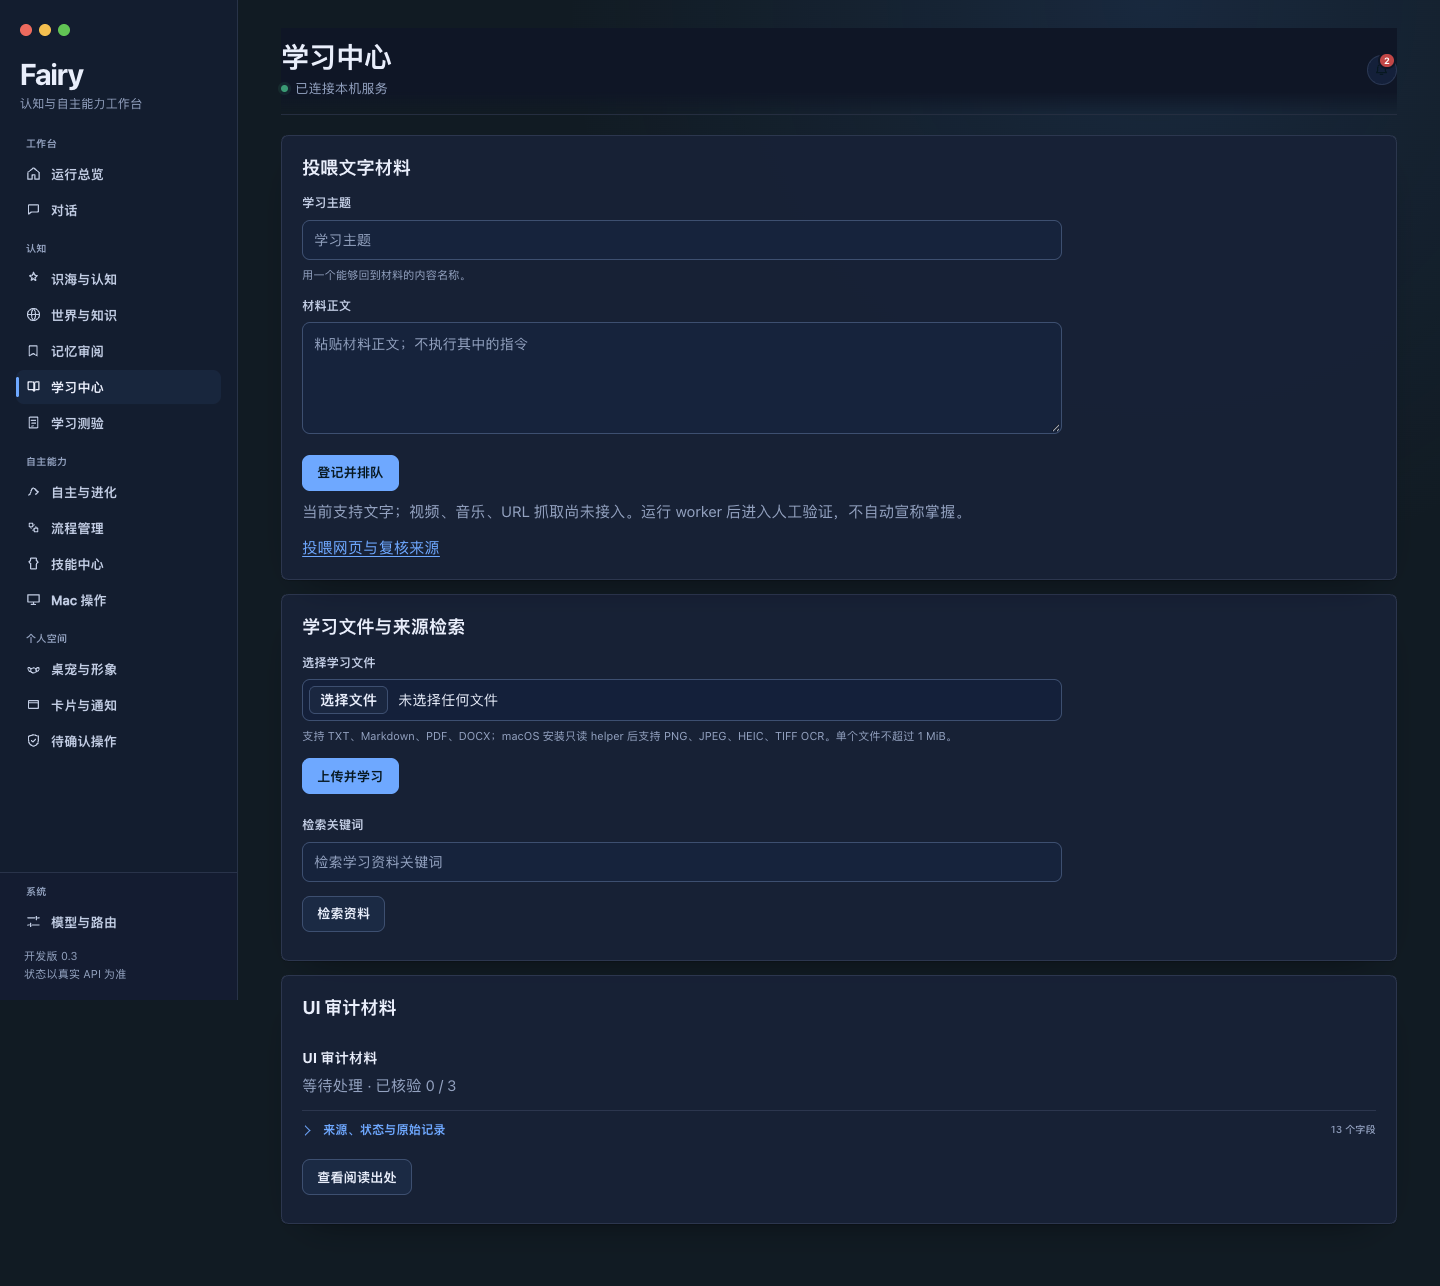 Fairy
认知与自主能力工作台
工作台
运行总览
对话
认知
识海与认知
世界与知识
记忆审阅
学习中心
学习测验
自主能力
自主与进化
流程管理
技能中心
Mac 操作
个人空间
桌宠与形象
卡片与通知
待确认操作
系统
模型与路由
开发版 0.3
状态以真实 API 为准
学习中心
已连接本机服务
2
投喂文字材料
学习主题
学习主题
用一个能够回到材料的内容名称。
材料正文
粘贴材料正文；不执行其中的指令
登记并排队
当前支持文字；视频、音乐、URL 抓取尚未接入。运行 worker 后进入人工验证，不自动宣称掌握。
投喂网页与复核来源
学习文件与来源检索
选择学习文件
选择文件 未选择任何文件
支持 TXT、Markdown、PDF、DOCX；macOS 安装只读 helper 后支持 PNG、JPEG、HEIC、TIFF OCR。单个文件不超过 1 MiB。
上传并学习
检索关键词
检索学习资料关键词
检索资料
UI 审计材料
UI 审计材料
等待处理 · 已核验 0 / 3
来源、状态与原始记录 13 个字段
查看阅读出处